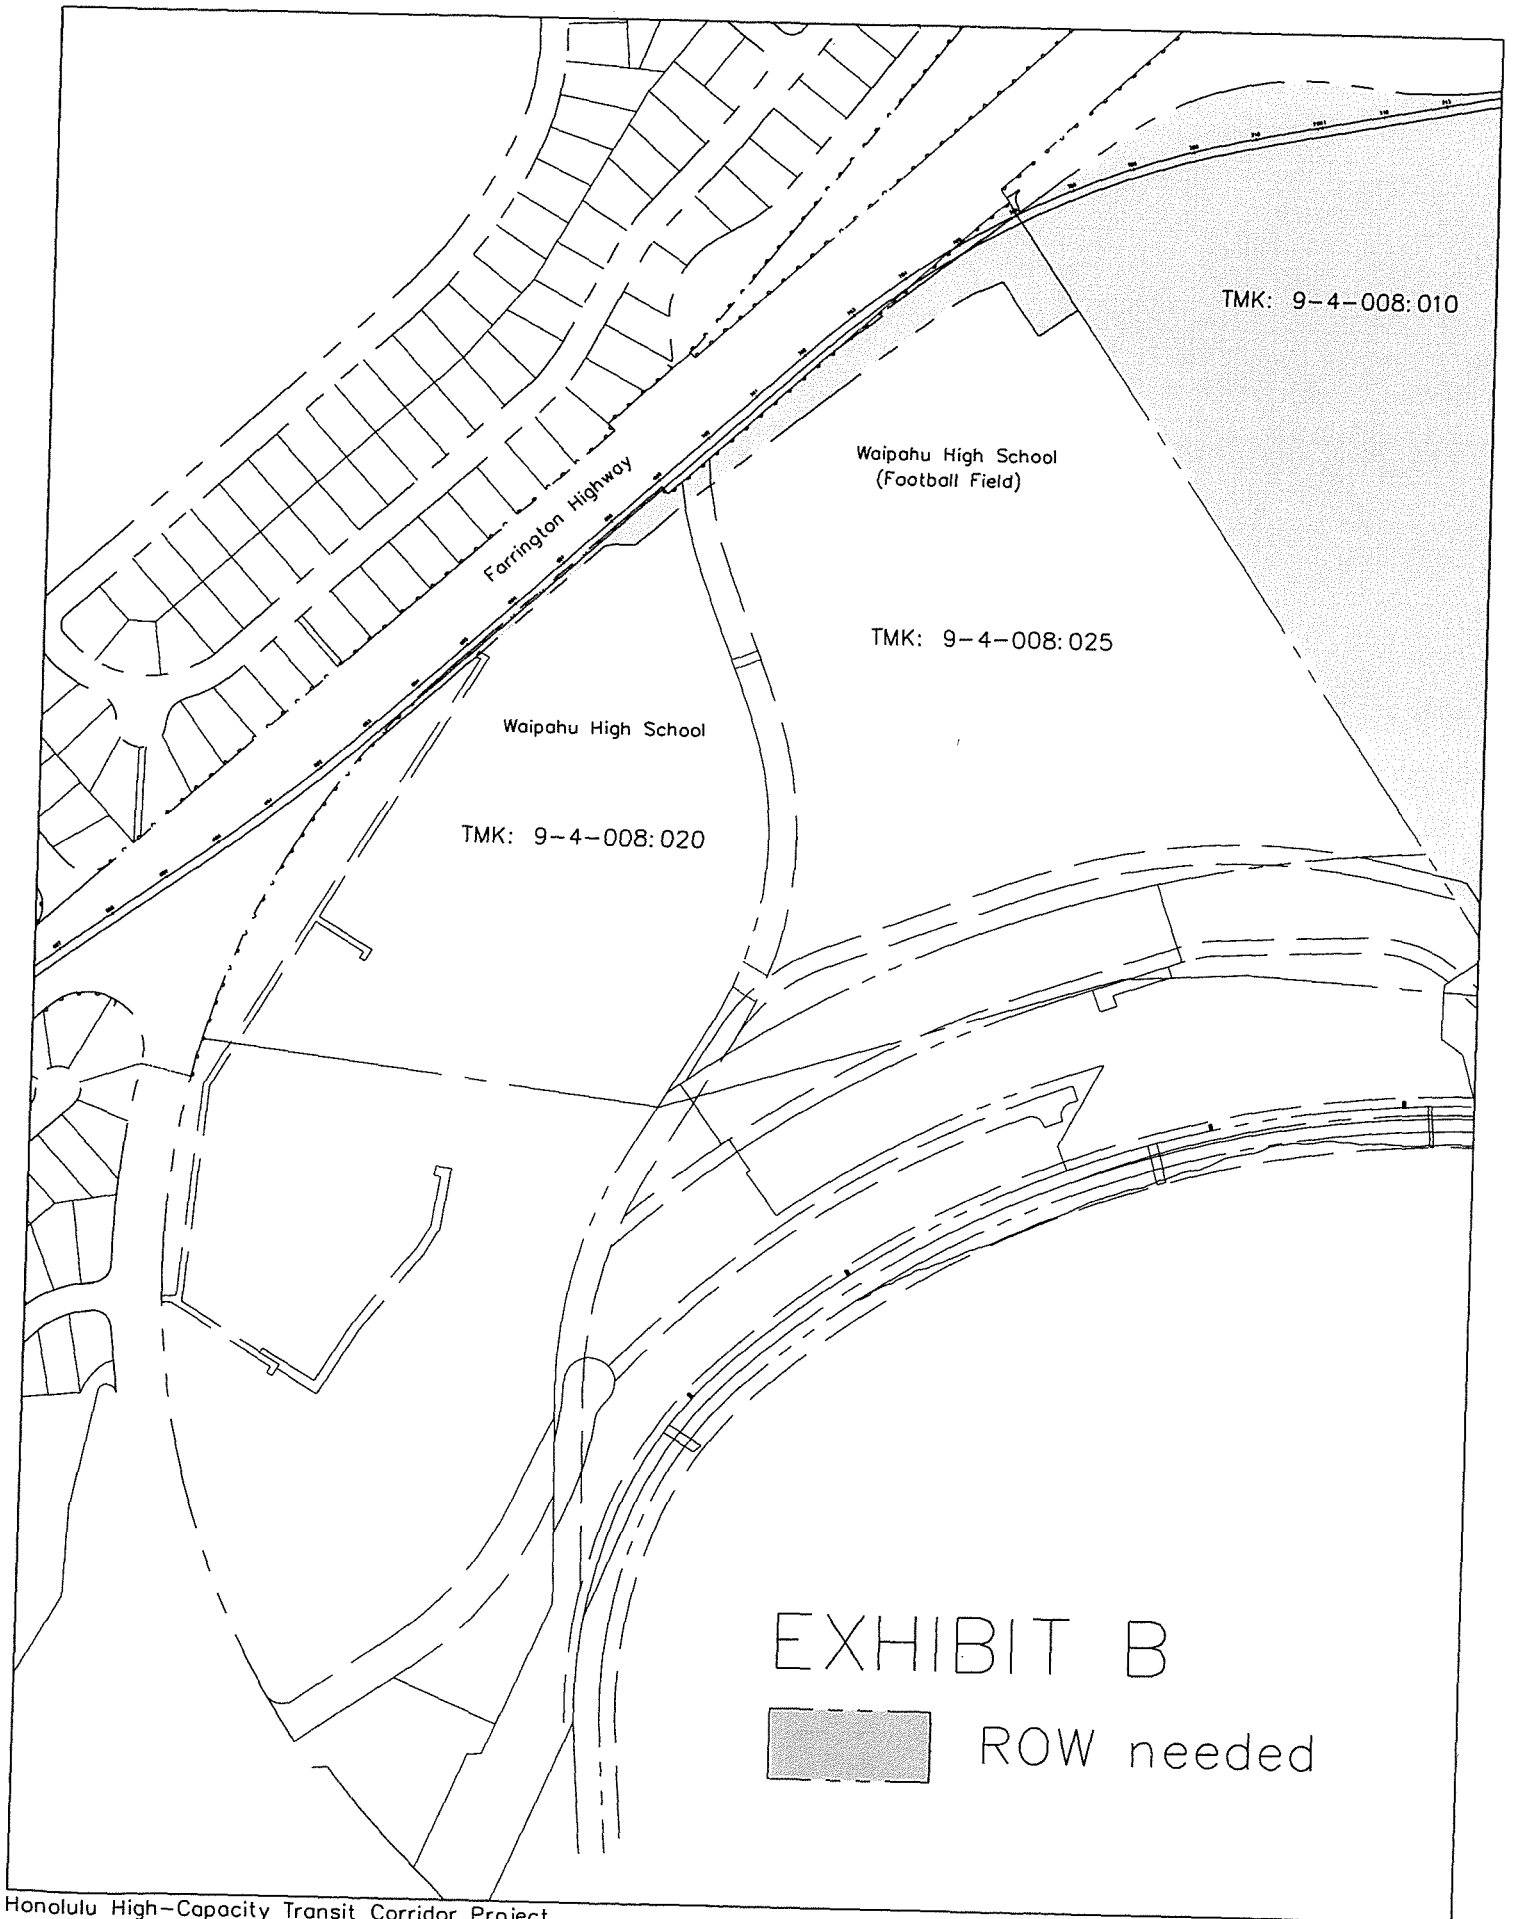 TMK: 9-4-008:010
Waipahu High School
(Football Field)
Farrington Highway
TMK: 9-4-008:025
Waipahu High School
TMK: 9-4-008:020
EXHIBIT B
ROW needed
Honolulu High-Capacity Transit Corridor Project